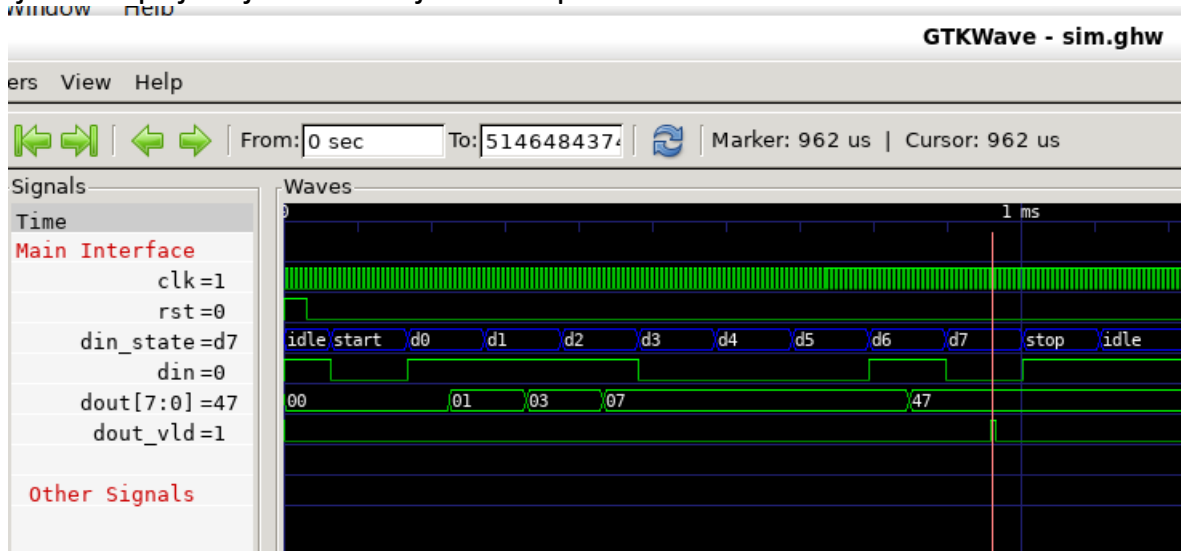 Window Help
GTKWave - sim.ghw
ers View Help
From: 0 sec To: 514648437 Marker: 962 us | Cursor: 962 us
Signals Waves
Time 0 1 ms
Main Interface
clk =1
rst =0
din_state =d7 idle start d0 d1 d2 d3 d4 d5 d6 d7 stop idle
din =0
dout[7:0] =47 00 01 03 07 47
dout_vld =1
Other Signals